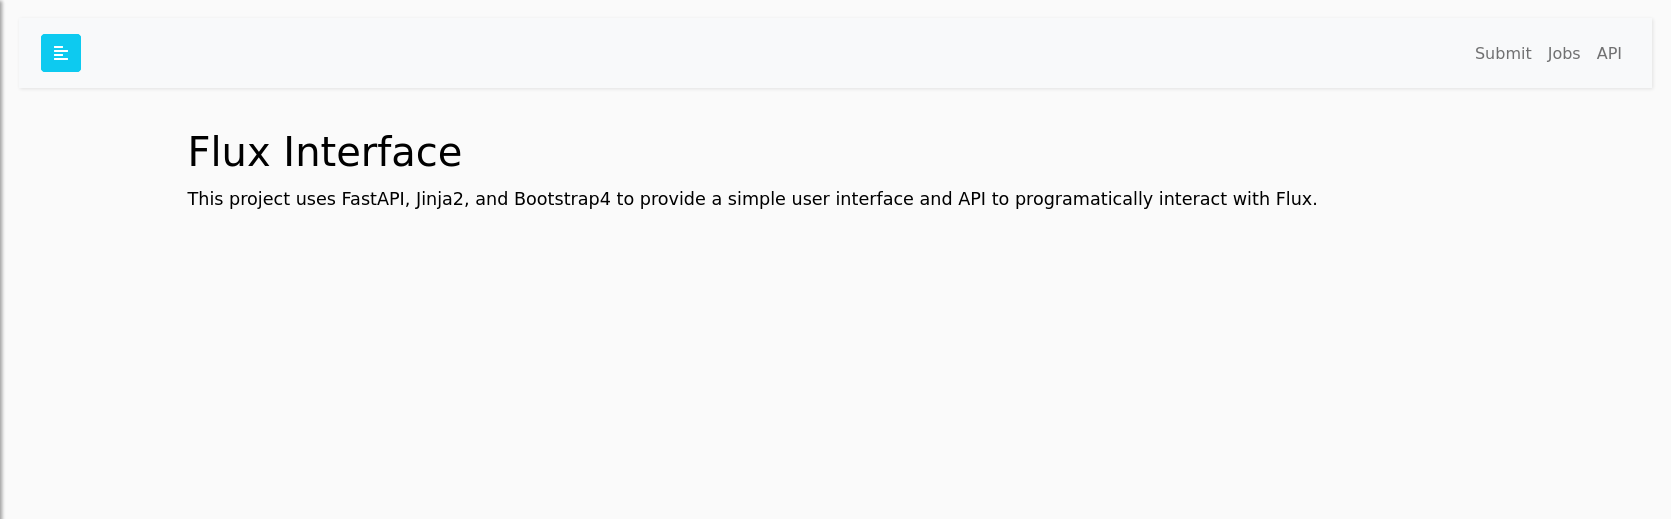 Submit Jobs API
Flux Interface
This project uses FastAPI, Jinja2, and Bootstrap4 to provide a simple user interface and API to programatically interact with Flux.